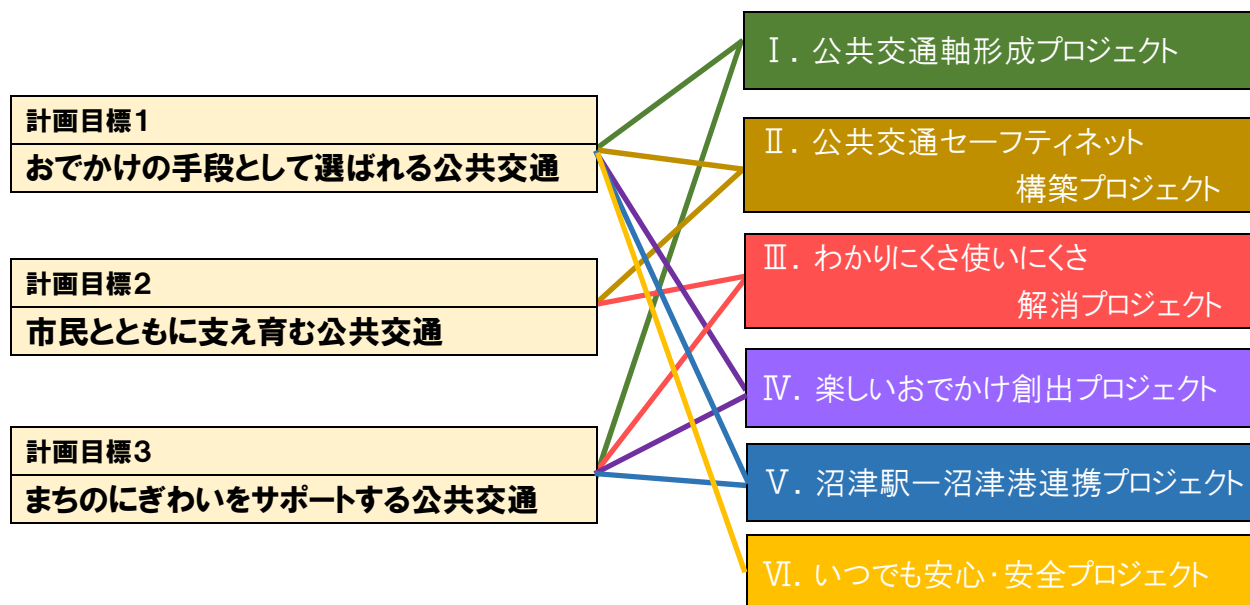 計画目標1
おでかけの手段として選ばれる公共交通
計画目標2
市民とともに支え育む公共交通
計画目標3
まちのにぎわいをサポートする公共交通
Ⅰ．公共交通軸形成プロジェクト
Ⅱ．公共交通セーフティネット
構築プロジェクト
Ⅲ．わかりにくさ使いにくさ
解消プロジェクト
Ⅳ．楽しいおでかけ創出プロジェクト
Ⅴ．沼津駅ー沼津港連携プロジェクト
Ⅵ．いつでも安心・安全プロジェクト